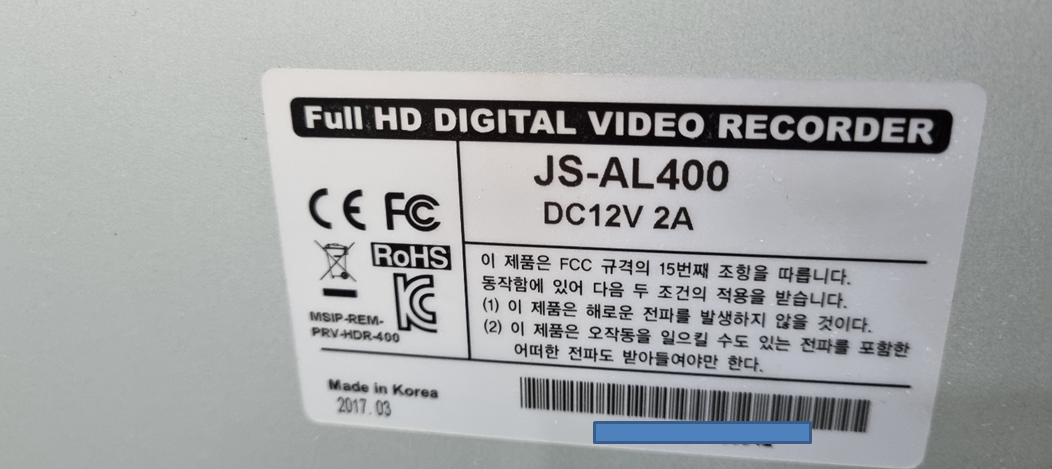 Full HD DIGITAL VIDEO RECORDER
JS-AL400
DC12V 2A
CE FC
RoHS
MSIP-REM-
PRV-HDR-400
이 제품은 FCC 규격의 15번째 조항을 따릅니다.
동작함에 있어 다음 두 조건의 적용을 받습니다.
(1) 이 제품은 해로운 전파를 발생하지 않을 것이다.
(2) 이 제품은 오작동을 일으킬 수도 있는 전파를 포함한
어떠한 전파도 받아들여야만 한다.
Made in Korea
2017. 03